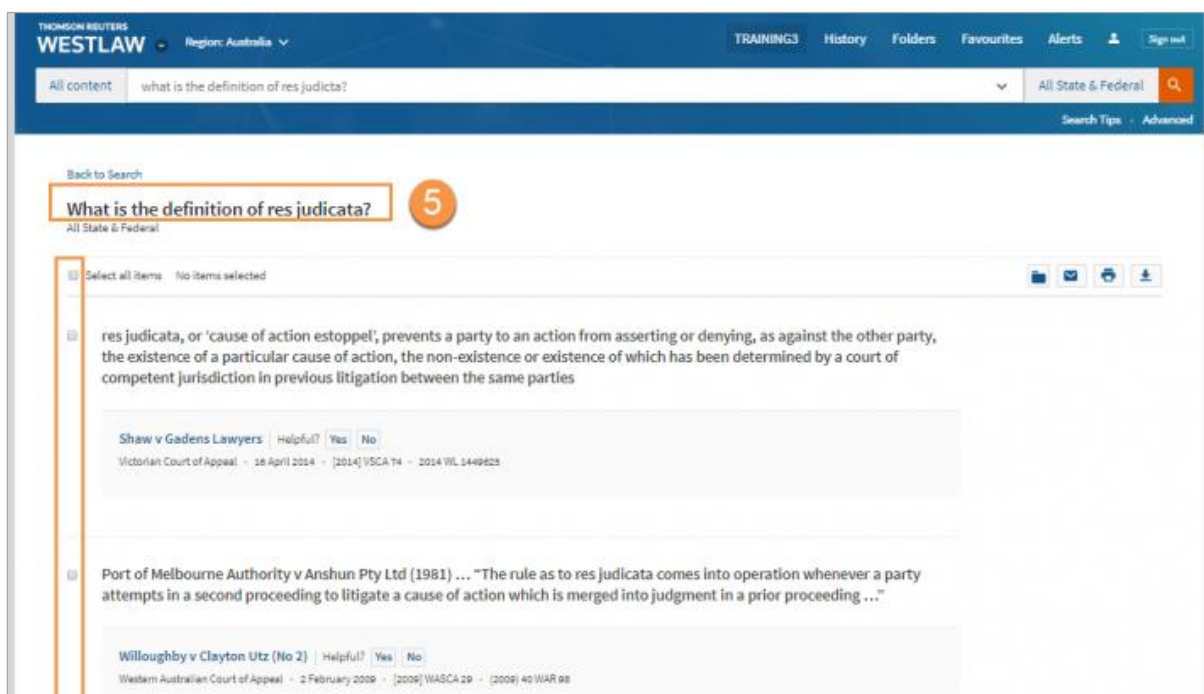 THOMSON REUTERS
WESTLAW Region: Australia
TRAINING3 History Folders Favourites Alerts Sign out
All content what is the definition of res judicta? All State & Federal
Search Tips · Advanced
Back to Search
What is the definition of res judicata?
5
All State & Federal
Select all items No items selected
res judicata, or 'cause of action estoppel', prevents a party to an action from asserting or denying, as against the other party,
the existence of a particular cause of action, the non-existence or existence of which has been determined by a court of
competent jurisdiction in previous litigation between the same parties
Shaw v Gadens Lawyers | Helpful? Yes No
Victorian Court of Appeal · 16 April 2014 · [2014] VSCA 74 · 2014 WL 1449625
Port of Melbourne Authority v Anshun Pty Ltd (1981) … "The rule as to res judicata comes into operation whenever a party
attempts in a second proceeding to litigate a cause of action which is merged into judgment in a prior proceeding …"
Willoughby v Clayton Utz (No 2) | Helpful? Yes No
Western Australian Court of Appeal · 2 February 2009 · [2009] WASCA 29 · (2009) 40 WAR 98